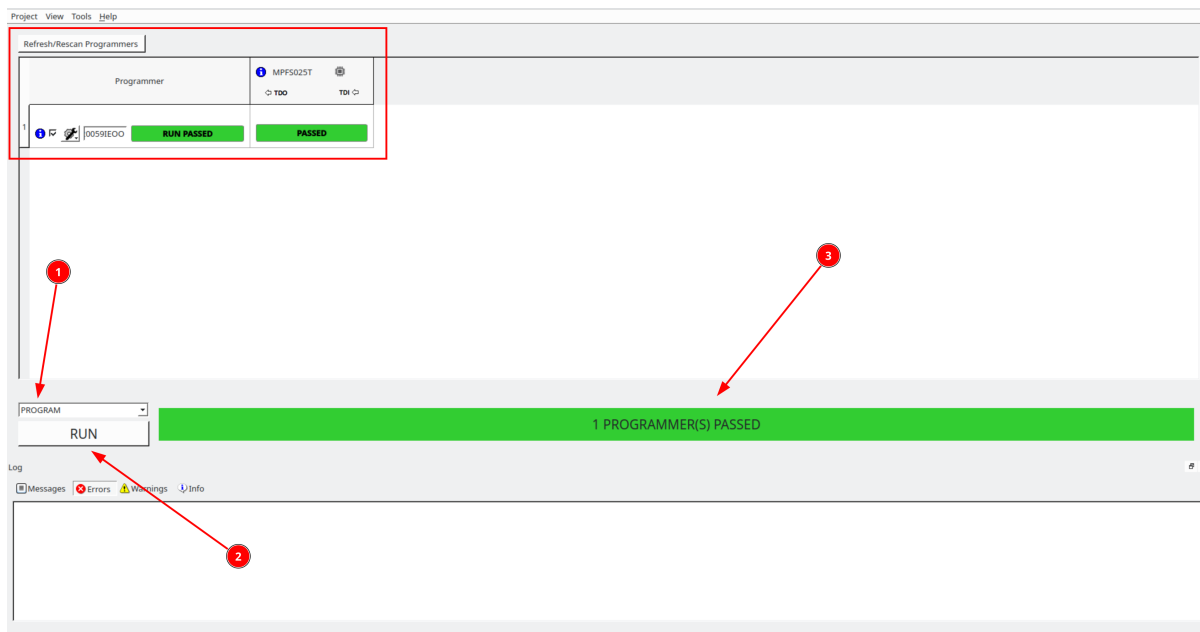 Project View Tools Help
Refresh/Rescan Programmers
Programmer
MPFS025T
TDO TDI
1
0059IEOO RUN PASSED PASSED
1
3
PROGRAM
RUN
1 PROGRAMMER(S) PASSED
Log
Messages Errors Warnings Info
2